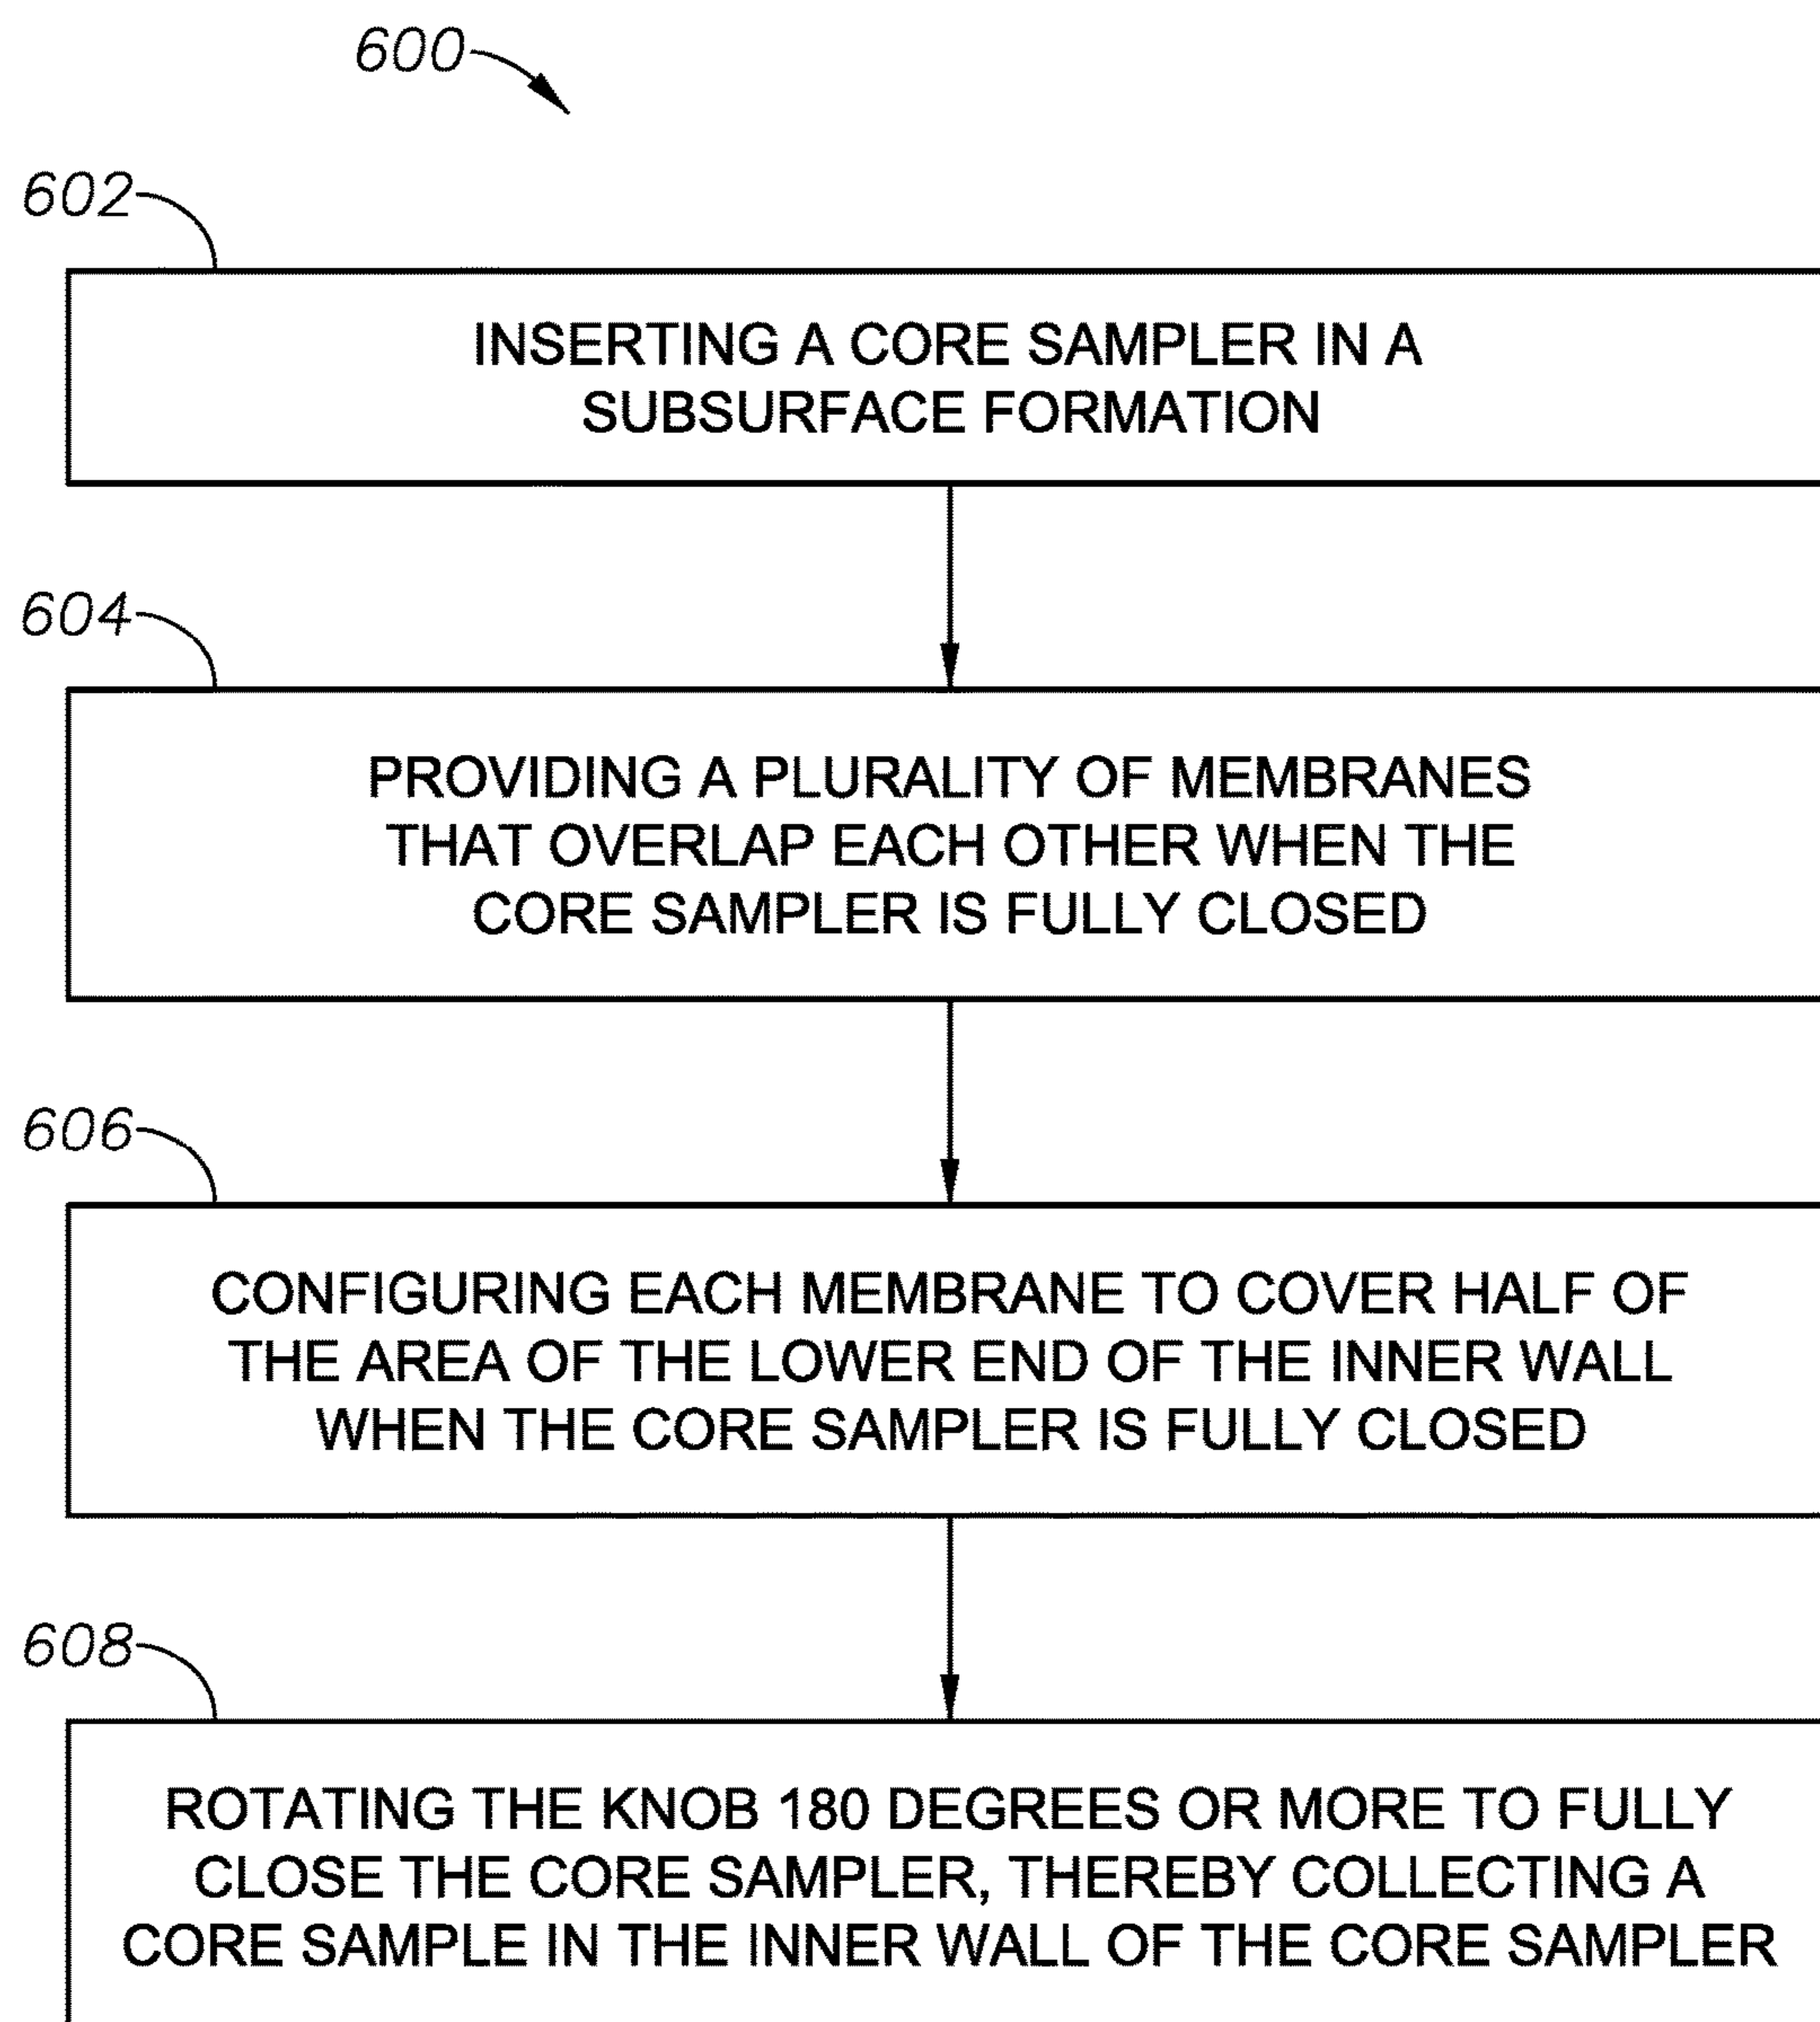 600
602
INSERTING A CORE SAMPLER IN A
SUBSURFACE FORMATION
604
PROVIDING A PLURALITY OF MEMBRANES
THAT OVERLAP EACH OTHER WHEN THE
CORE SAMPLER IS FULLY CLOSED
606
CONFIGURING EACH MEMBRANE TO COVER HALF OF
THE AREA OF THE LOWER END OF THE INNER WALL
WHEN THE CORE SAMPLER IS FULLY CLOSED
608
ROTATING THE KNOB 180 DEGREES OR MORE TO FULLY
CLOSE THE CORE SAMPLER, THEREBY COLLECTING A
CORE SAMPLE IN THE INNER WALL OF THE CORE SAMPLER